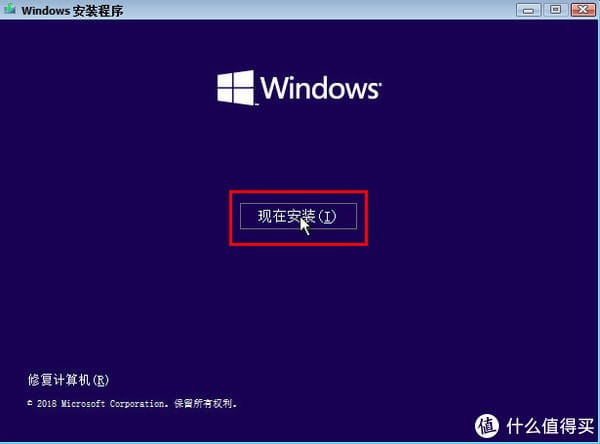 Windows 安装程序
Windows
现在安装(I)
修复计算机(R)
© 2018 Microsoft Corporation。保留所有权利。
值 什么值得买